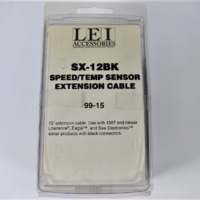 LEI
ACCESSORIES
SX-12BK
SPEED/TEMP SENSOR
EXTENSION CABLE
99-15
12' extension cable. Use with 1997 and newer
Lowrance®, Eagle™, and Sea Electronics™
sonar products with black connectors.